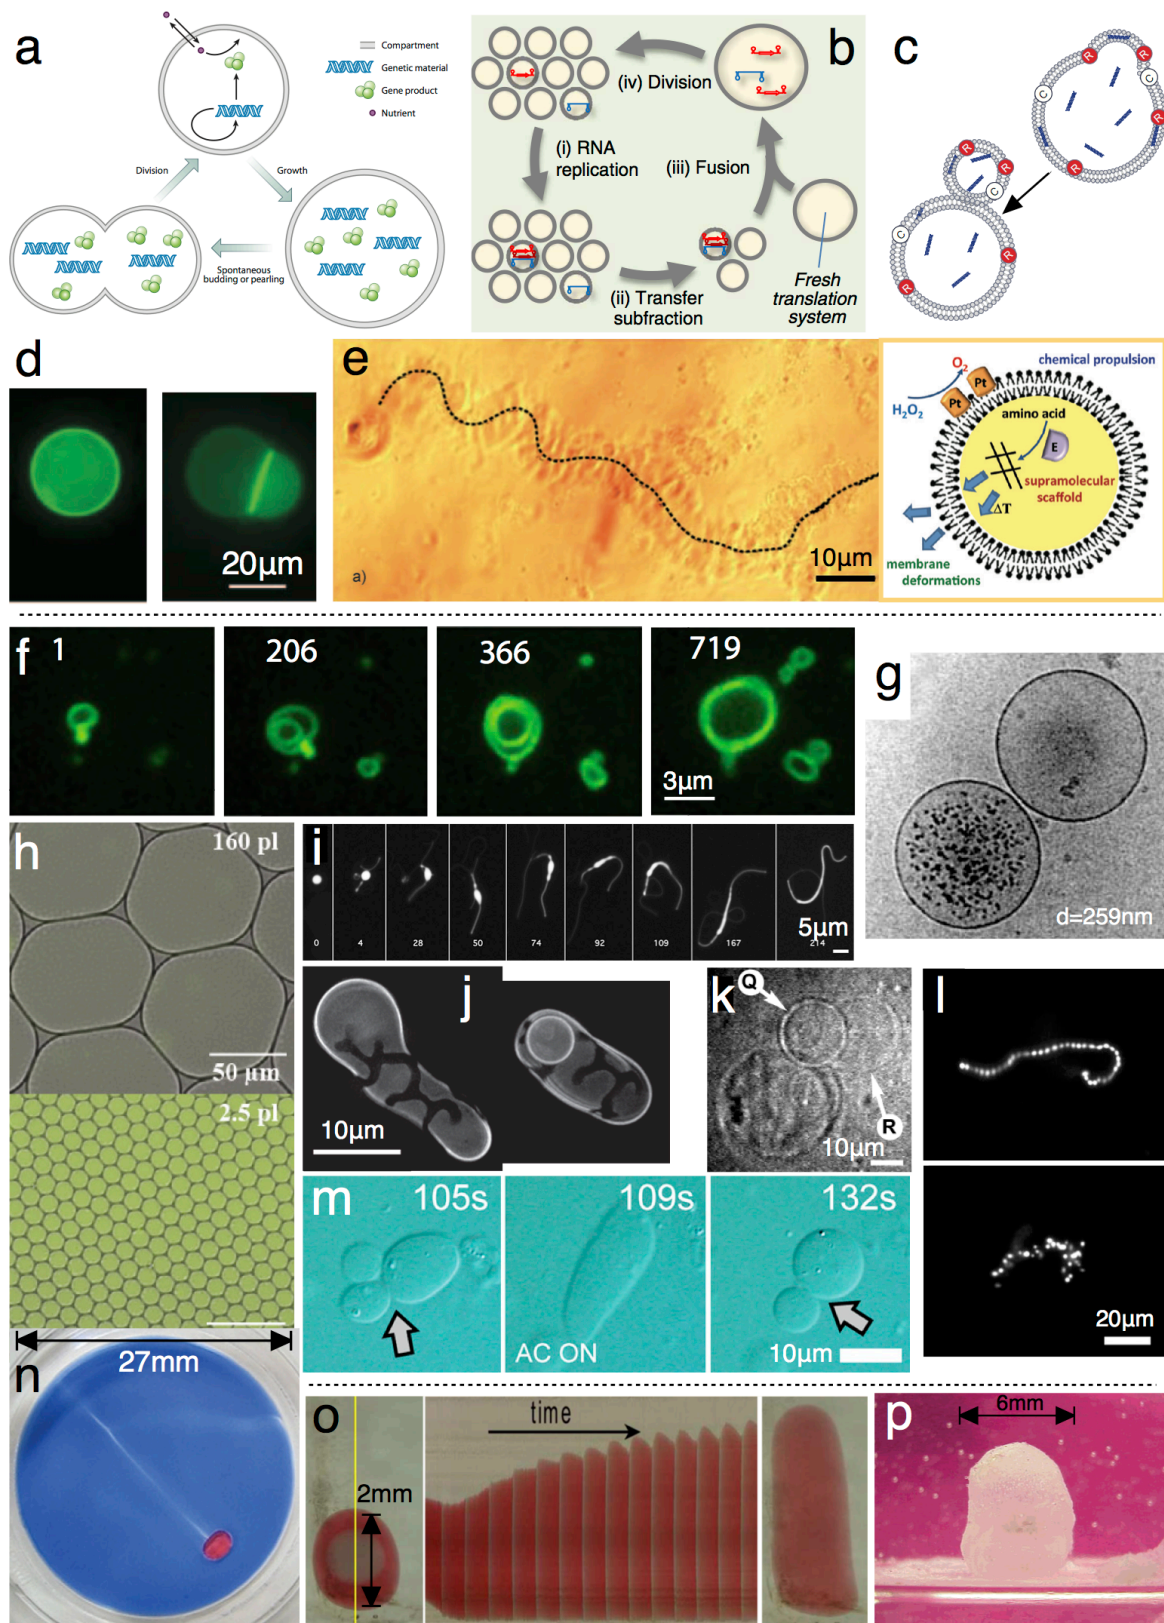 a
Compartment
Genetic material
Gene product
Nutrient
Division
Growth
Spontaneous
budding or pearling
b
(iv) Division
(i) RNA
replication
(iii) Fusion
(ii) Transfer
subfraction
Fresh
translation
system
c
R
C
R
R
R
R
R
C
C
R
R
d
20μm
e
a)
10μm
chemical propulsion
O2
Pt
Pt
H2O2
amino acid
E
supramolecular
scaffold
ΔT
membrane
deformations
f
1
206
366
719
3μm
g
d=259nm
h
160 pl
50 μm
2.5 pl
i
0
4
28
50
74
92
109
167
214
5μm
j
10μm
k
Q
R
10μm
l
20μm
m
105s
109s
132s
AC ON
10μm
n
27mm
o
time
2mm
p
6mm